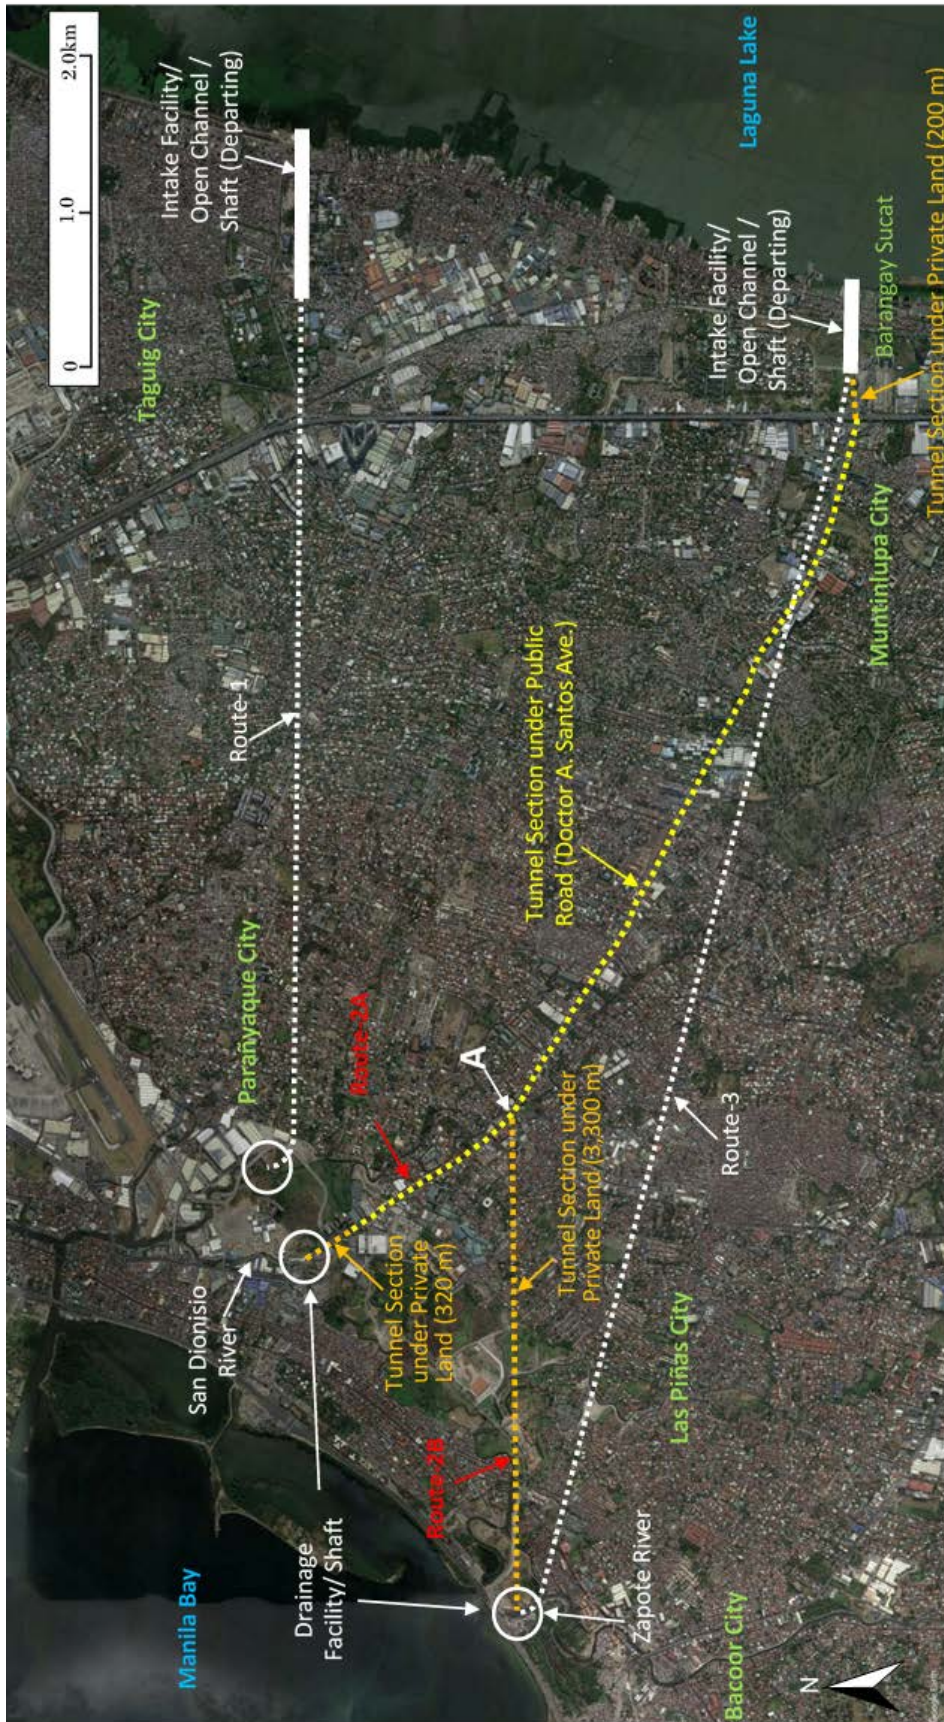 Manila Bay
San Dionisio
River
Parañyaque City
Taguig City
0
1.0
2.0km
Intake Facility/
Open Channel /
Shaft (Departing)
Route-1
Drainage
Facility/ Shaft
Tunnel Section
under Private
Land (320 m)
Route-2A
A
Route-2B
Tunnel Section under Public
Road (Doctor A. Santos Ave.)
Tunnel Section under
Private Land (3,300 m)
Laguna Lake
Intake Facility/
Open Channel /
Shaft (Departing)
Zapote River
Las Piñas City
Route-3
Bacoor City
N
Muntinlupa City
Barangay Sucat
Tunnel Section under Private Land (200 m)